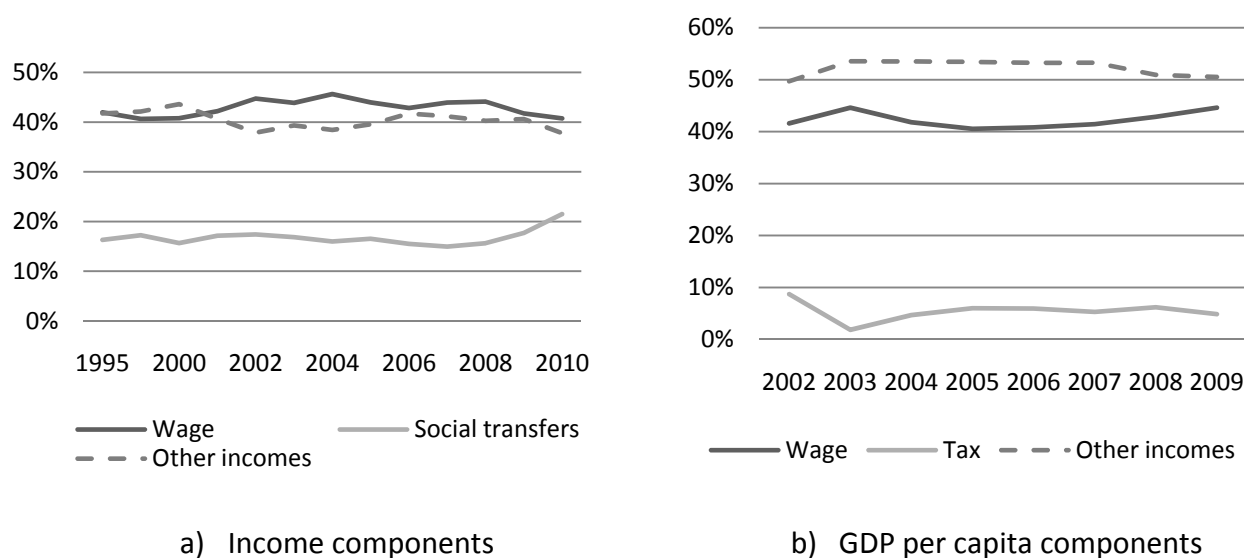 50%
40%
30%
20%
10%
0%
1995 2000 2002 2004 2006 2008 2010
Wage Social transfers
Other incomes
a) Income components
60%
50%
40%
30%
20%
10%
0%
2002 2003 2004 2005 2006 2007 2008 2009
Wage Tax Other incomes
b) GDP per capita components